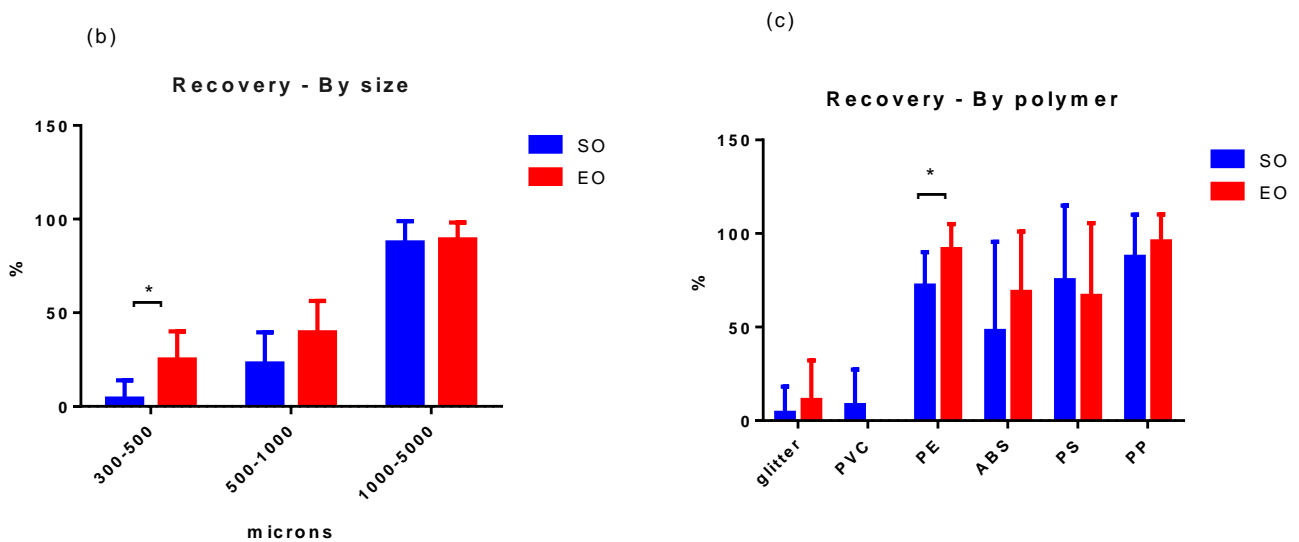 (b)
Recovery - By size
150
100
50
0
%
*
300-500
500-1000
1000-5000
microns
SO
EO
(c)
Recovery - By polymer
150
100
50
0
%
*
glitter
PVC
PE
ABS
PS
PP
SO
EO